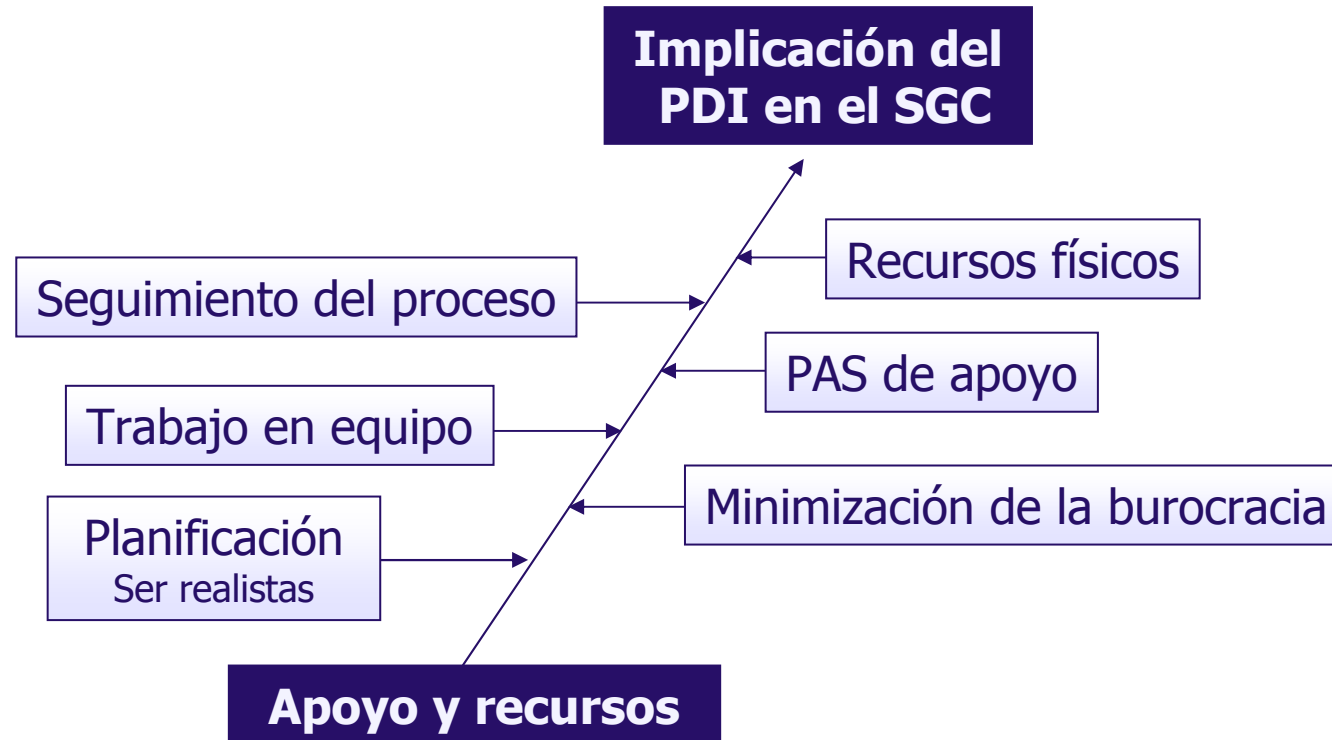 Implicación del
PDI en el SGC
Recursos físicos
Seguimiento del proceso
PAS de apoyo
Trabajo en equipo
Minimización de la burocracia
Planificación
Ser realistas
Apoyo y recursos